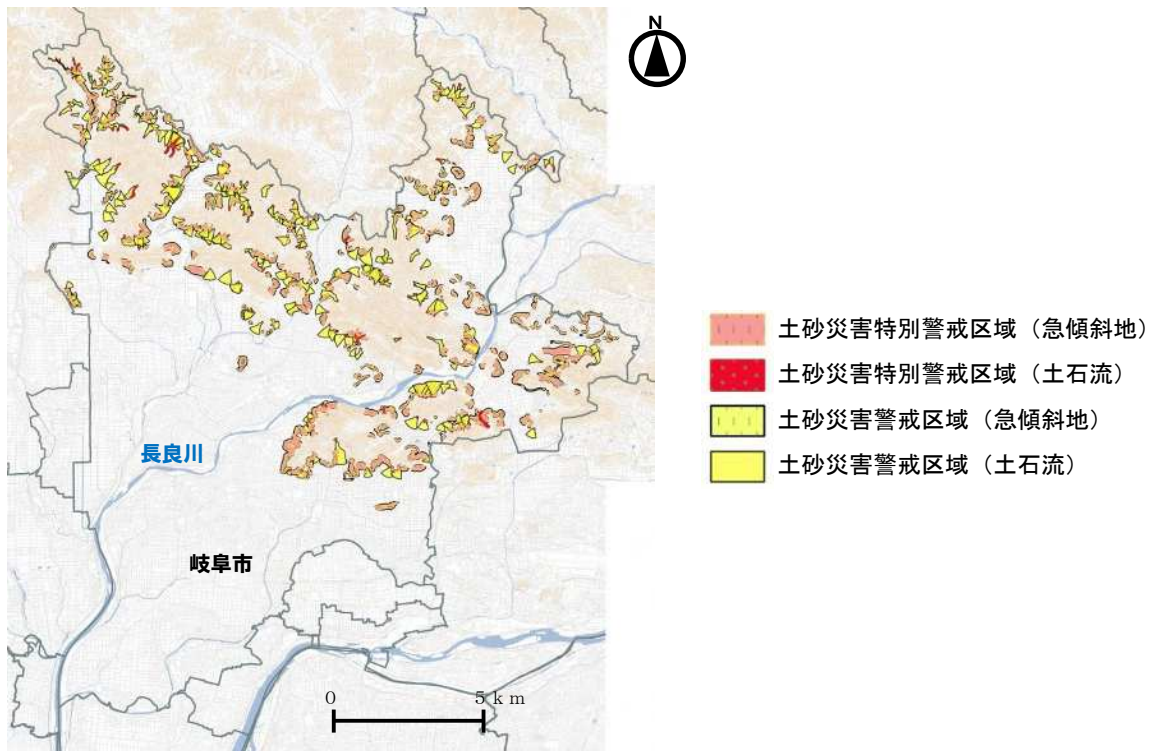 N
土砂災害特別警戒区域（急傾斜地）
土砂災害特別警戒区域（土石流）
土砂災害警戒区域（急傾斜地）
土砂災害警戒区域（土石流）
長良川
岐阜市
0 5 km